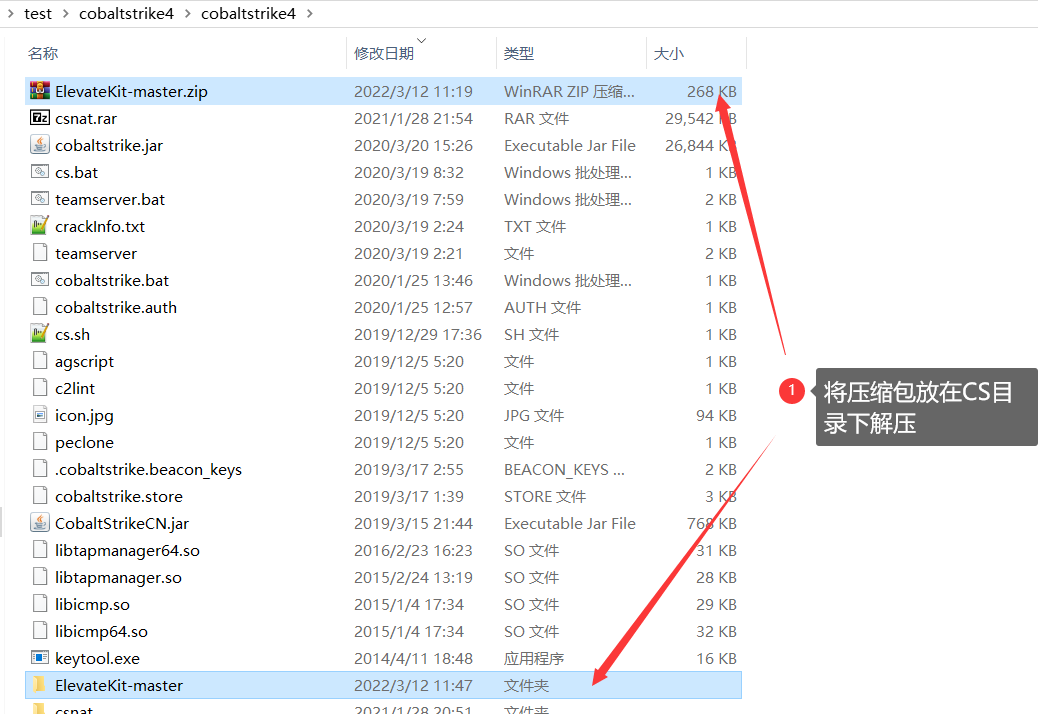 test cobaltstrike4 cobaltstrike4
名称 修改日期 类型 大小
ElevateKit-master.zip 2022/3/12 11:19 WinRAR ZIP 压缩... 268 KB
csnat.rar 2021/1/28 21:54 RAR 文件 29,542 KB
cobaltstrike.jar 2020/3/20 15:26 Executable Jar File 26,844 KB
cs.bat 2020/3/19 8:32 Windows 批处理... 1 KB
teamserver.bat 2020/3/19 7:59 Windows 批处理... 2 KB
crackInfo.txt 2020/3/19 2:24 TXT 文件 1 KB
teamserver 2020/3/19 2:21 文件 2 KB
cobaltstrike.bat 2020/1/25 13:46 Windows 批处理... 1 KB
cobaltstrike.auth 2020/1/25 12:57 AUTH 文件 1 KB
cs.sh 2019/12/29 17:36 SH 文件 1 KB
agscript 2019/12/5 5:20 文件 1 KB
c2lint 2019/12/5 5:20 文件 1 KB
1 将压缩包放在CS目
录下解压
icon.jpg 2019/12/5 5:20 JPG 文件 94 KB
peclone 2019/12/5 5:20 文件 1 KB
.cobaltstrike.beacon_keys 2019/3/17 2:55 BEACON_KEYS ... 2 KB
cobaltstrike.store 2019/3/17 1:39 STORE 文件 3 KB
CobaltStrikeCN.jar 2019/3/15 21:44 Executable Jar File 768 KB
libtapmanager64.so 2016/2/23 16:23 SO 文件 31 KB
libtapmanager.so 2015/2/24 13:19 SO 文件 28 KB
libicmp.so 2015/1/4 17:34 SO 文件 29 KB
libicmp64.so 2015/1/4 17:34 SO 文件 32 KB
keytool.exe 2014/4/11 18:48 应用程序 16 KB
ElevateKit-master 2022/3/12 11:47 文件夹
csnat 2021/1/28 20:51 文件夹